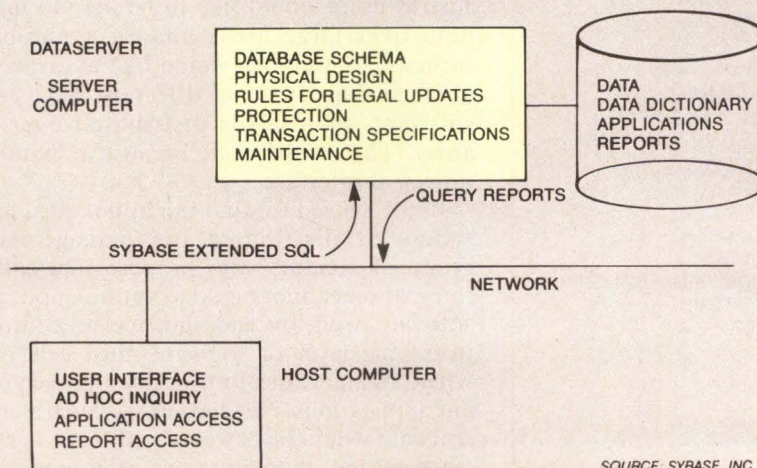 DATASERVER
SERVER
COMPUTER
DATABASE SCHEMA
PHYSICAL DESIGN
RULES FOR LEGAL UPDATES
PROTECTION
TRANSACTION SPECIFICATIONS
MAINTENANCE
DATA
DATA DICTIONARY
APPLICATIONS
REPORTS
QUERY REPORTS
SYBASE EXTENDED SQL
NETWORK
USER INTERFACE
AD HOC INQUIRY
APPLICATION ACCESS
REPORT ACCESS
HOST COMPUTER
SOURCE: SYBASE, INC